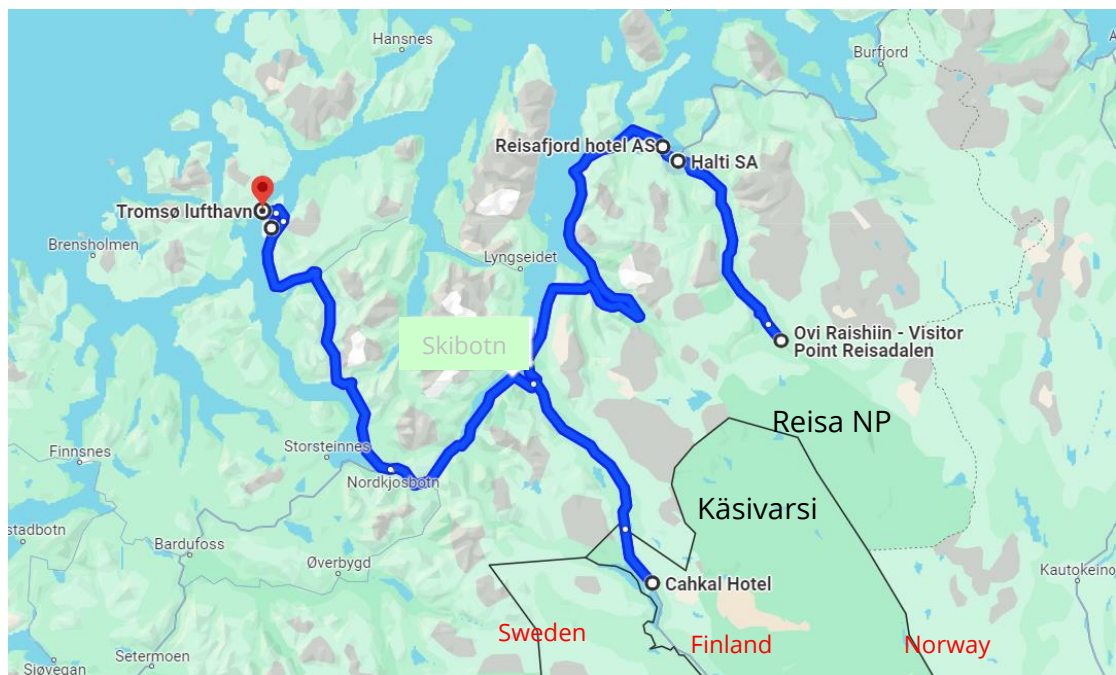 Hansnes
Burfjord
Reisafjord hotel AS
Halti SA
Tromsø lufthavn
Brensholmen
Lyngseidet
Ovi Raishiin - Visitor
Point Reisadalen
Skibotn
Reisa NP
Storsteinnes
Finnsnes
Nordkjosbotn
Käsivarsi
stadbotn
Bardufoss
Øverbygd
Kautokeino
Cahkal Hotel
Sweden
Finland
Norway
Setermoen
Sjøvegan